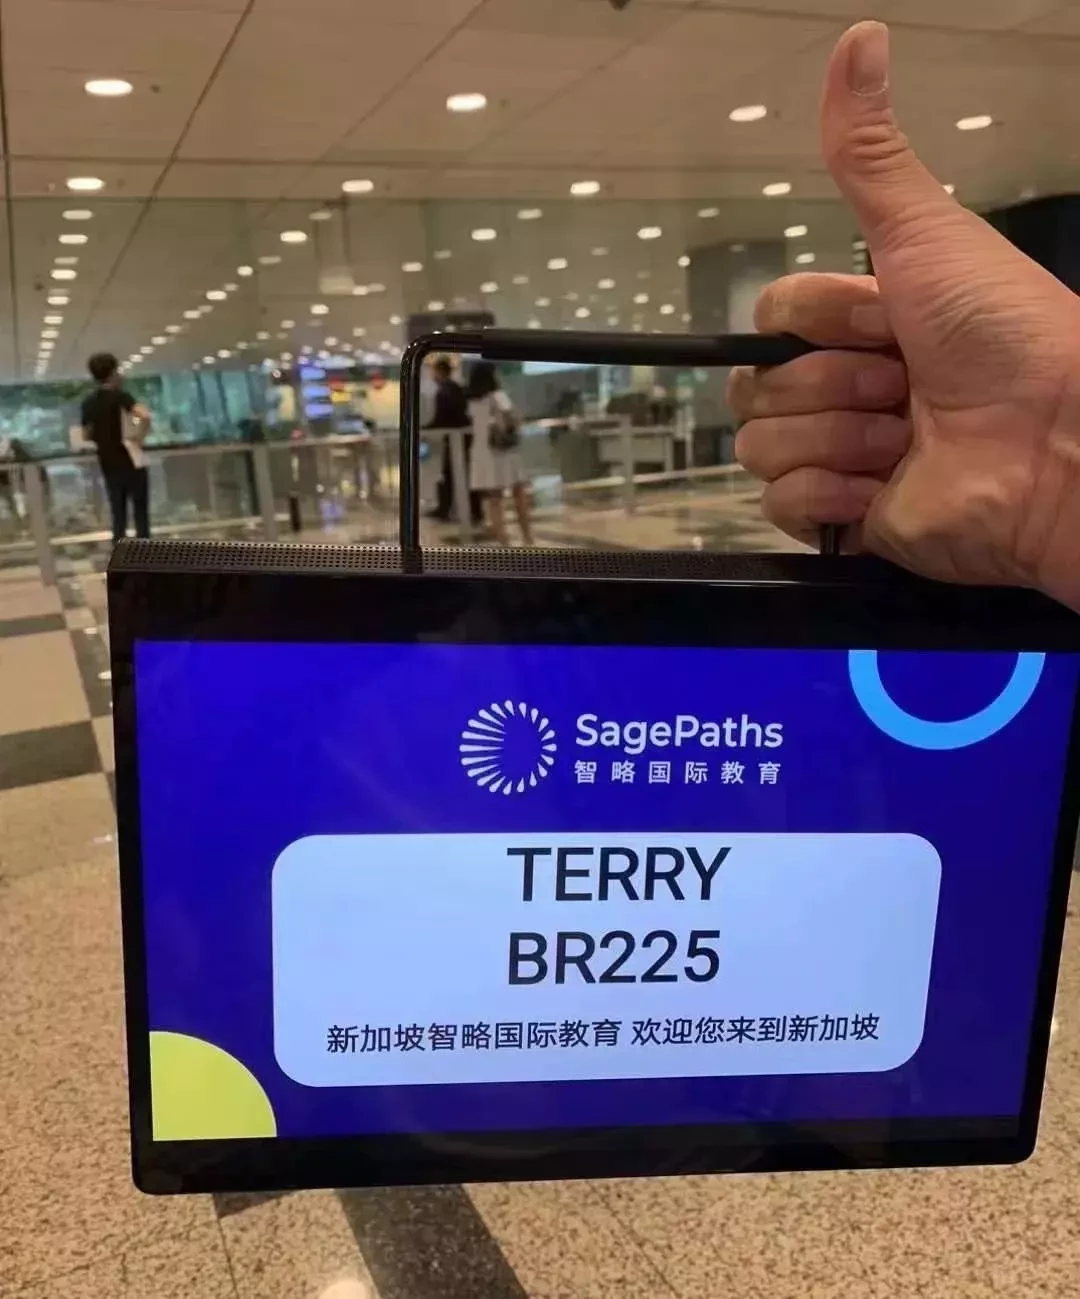 SagePaths
智略国际教育
TERRY
BR225
新加坡智略国际教育 欢迎您来到新加坡